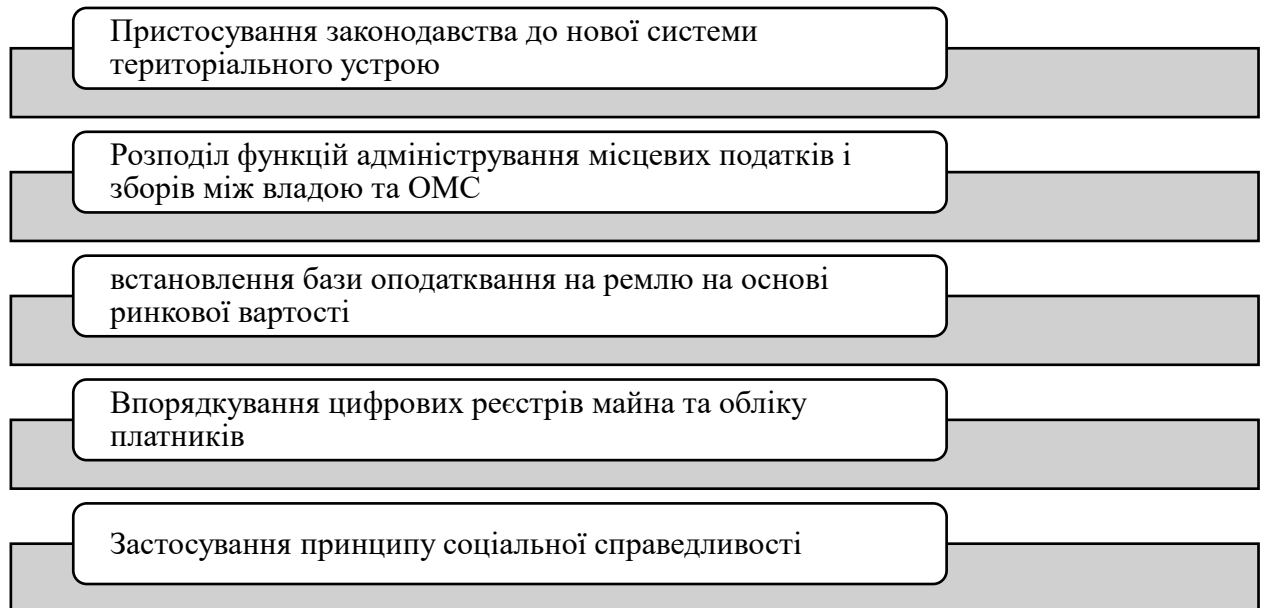 Пристосування законодавства до нової системи
територіального устрою
Розподіл функцій адміністрування місцевих податків і
зборів між владою та ОМС
встановлення бази оподатквання на ремлю на основі
ринкової вартості
Впорядкування цифрових реєстрів майна та обліку
платників
Застосування принципу соціальної справедливості